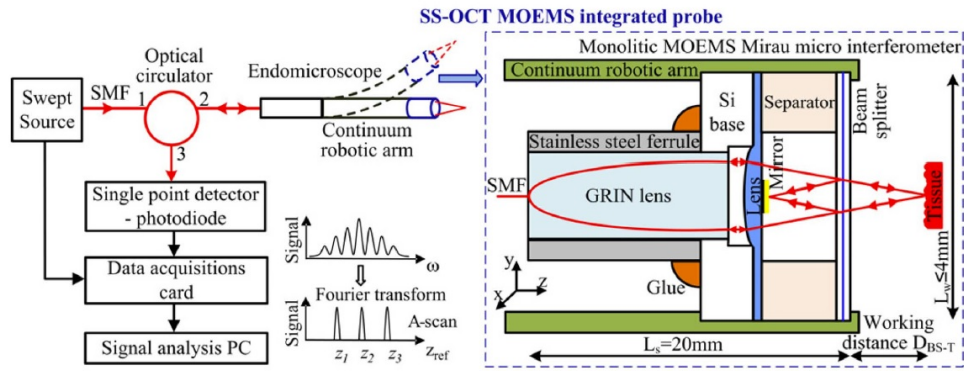 SS-OCT MOEMS integrated probe
Optical
circulator
SMF
1
2
3
Swept
Source
Endomicroscope
Continuum
robotic arm
Single point detector
- photodiode
Data acquisitions
card
Signal analysis PC
Signal
ω
Fourier transform
Signal
A-scan
z1 z2 z3 zref
Monolitic MOEMS Mirau micro interferometer
Continuum robotic arm
Si
base
Separator
Beam
splitter
Stainless steel ferrule
SMF
GRIN lens
Lens
Mirror
Tissue
Glue
y
x
z
Lw≤4mm
Ls=20mm
Working
distance DBS-T